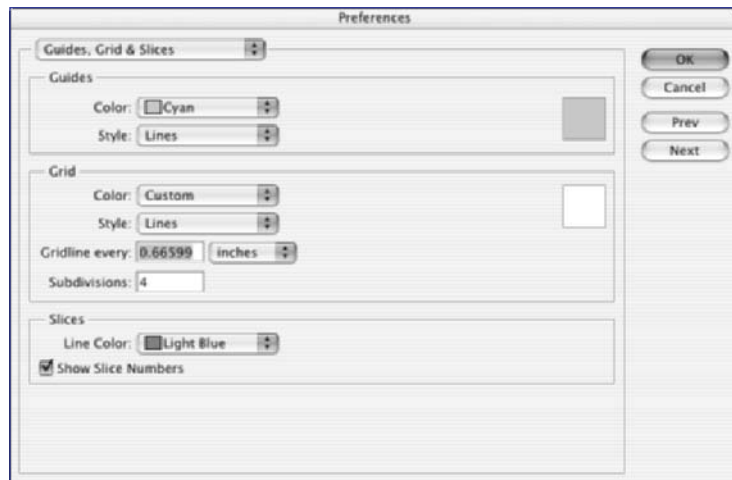 Preferences
Guides, Grid & Slices
OK
Cancel
Prev
Next
Guides
Color: Cyan
Style: Lines
Grid
Color: Custom
Style: Lines
Gridline every: 0.66599 inches
Subdivisions: 4
Slices
Line Color: Light Blue
Show Slice Numbers